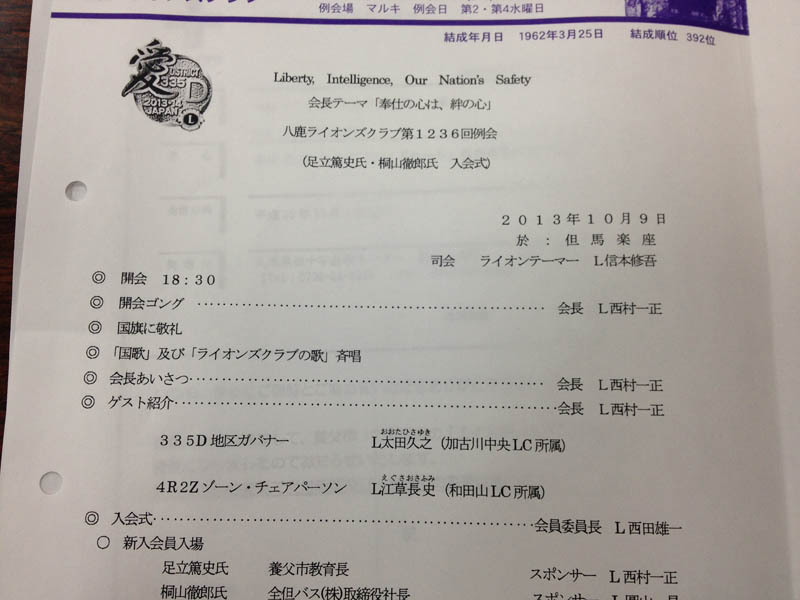 例会場 マルキ 例会日 第2・第4水曜日
結成年月日 1962年3月25日 結成順位 392位
愛
DISTRICT
335
D
2013-14
JAPAN
L
Liberty, Intelligence, Our Nation's Safety
会長テーマ「奉仕の心は、絆の心」
八鹿ライオンズクラブ第1236回例会
(足立篤史氏・桐山徹郎氏 入会式)
2013年10月9日
於:但馬楽座
司会 ライオンテーマー L信本修吾
◎ 開会 18:30
◎ 開会ゴング ………………………………………… 会長 L西村一正
◎ 国旗に敬礼
◎ 「国歌」及び「ライオンズクラブの歌」斉唱
◎ 会長あいさつ………………………………………… 会長 L西村一正
◎ ゲスト紹介……………………………………………会長 L西村一正
335D地区ガバナー L太田久之(おおたひさゆき)(加古川中央LC所属)
4R2Zゾーン・チェアパーソン L江草長史(えぐさおさふみ)(和田山LC所属)
◎ 入会式……………………………………………会員委員長 L西田雄一
○ 新入会員入場
足立篤史氏 養父市教育長 スポンサー L西村一正
桐山徹郎氏 全但バス(株)取締役社長 スポンサー L圓山